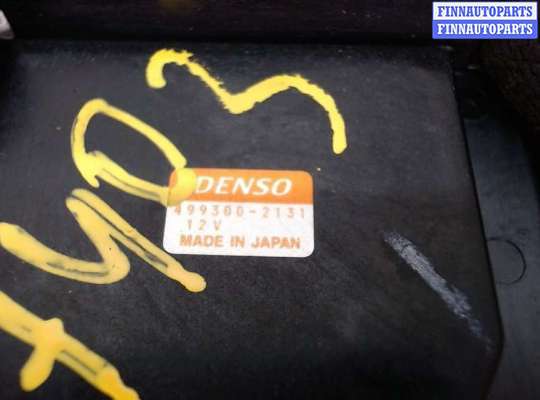 FINNAUTOPARTS
FINNAUTOPARTS
DENSO
499300-2131
12V
MADE IN JAPAN